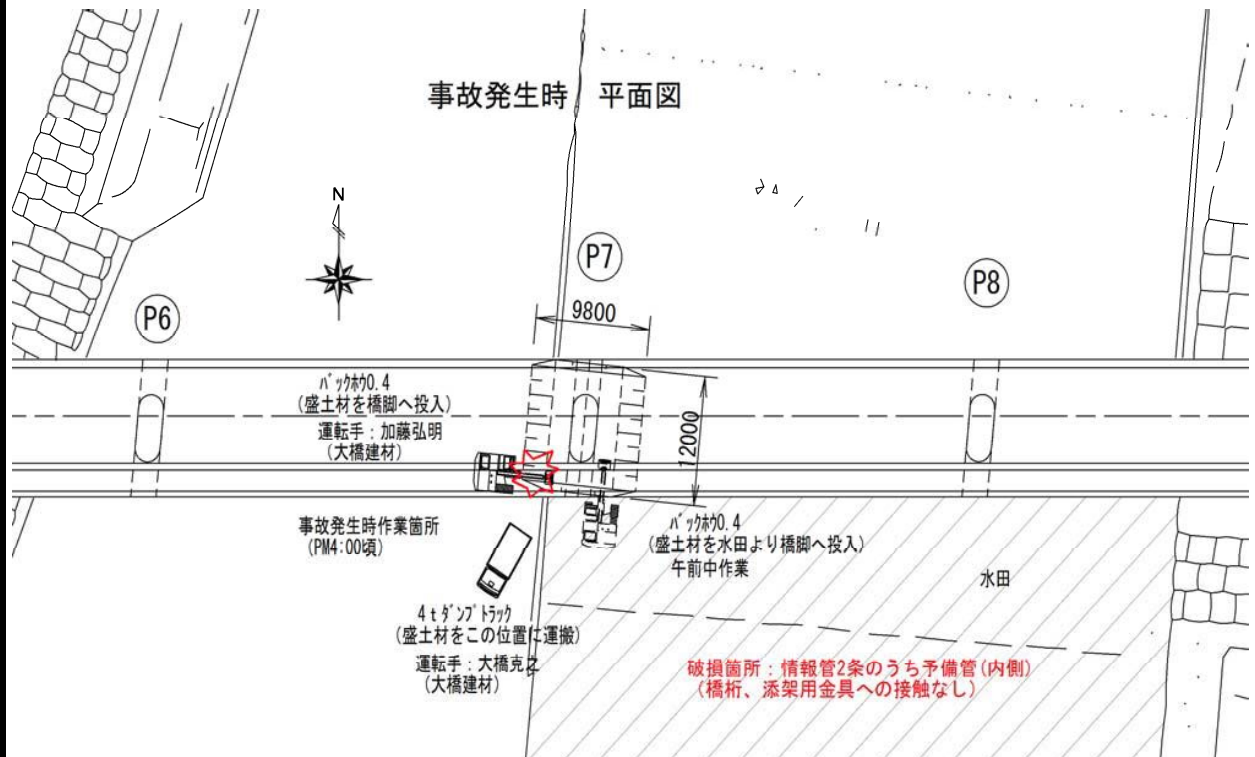 事故発生時 平面図
N
P7
P8
P6
9800
バックホウ0.4
(盛土材を橋脚へ投入)
運転手：加藤弘明
(大橋建材)
12000
事故発生時作業箇所
(PM4:00頃)
バックホウ0.4
(盛土材を水田より橋脚へ投入)
午前中作業
水田
4tダンプトラック
(盛土材をこの位置に運搬)
運転手：大橋克之
(大橋建材)
破損箇所：情報管2条のうち予備管(内側)
(橋桁、添架用金具への接触なし)